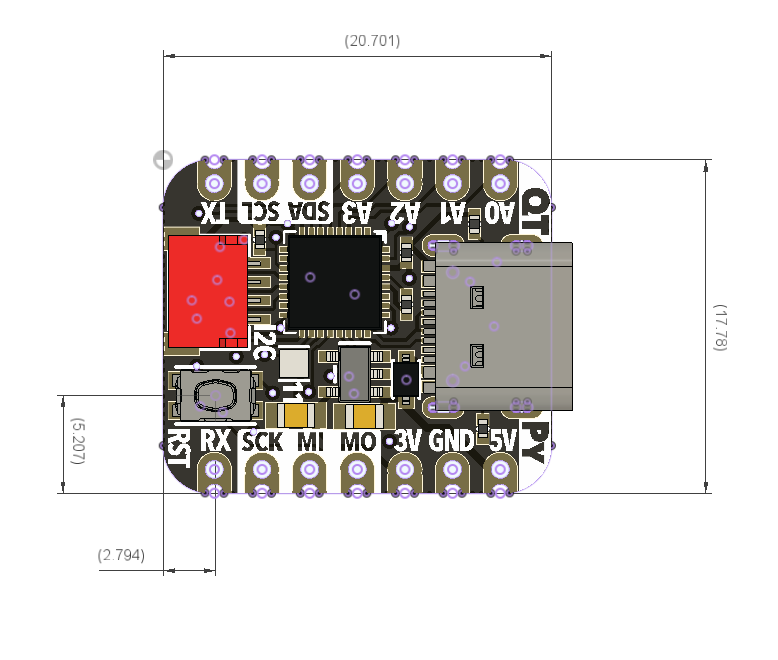 (20.701)
TX SCL SDA A3 A2 A1 A0
QT
(17.78)
I2C
(5.207)
RST
RX SCK MI MO 3V GND 5V
PY
(2.794)